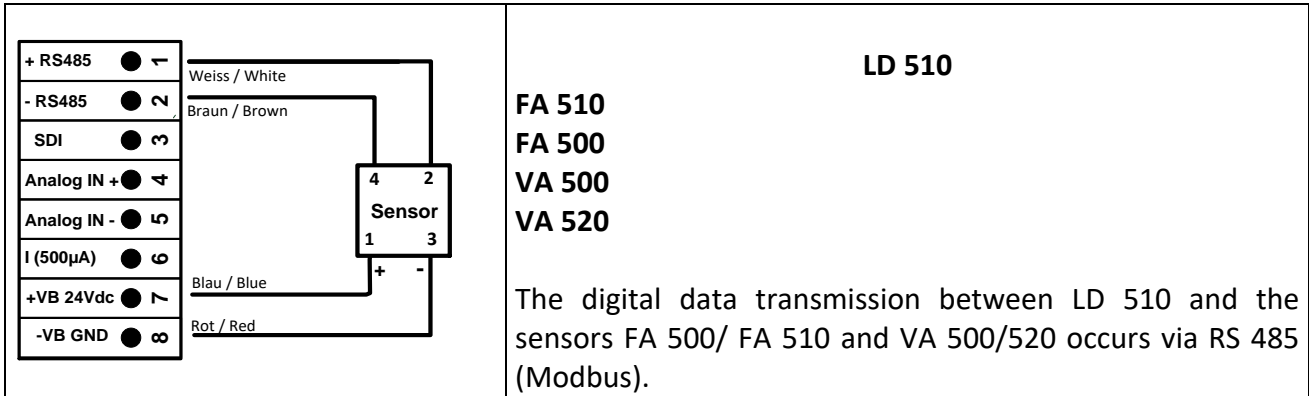 + RS485 1
- RS485 2
SDI 3
Analog IN + 4
Analog IN - 5
I (500µA) 6
+VB 24Vdc 7
-VB GND 8
Weiss / White
Braun / Brown
Blau / Blue
Rot / Red
4 2
Sensor
1 3
+ -
LD 510
FA 510
FA 500
VA 500
VA 520
The digital data transmission between LD 510 and the
sensors FA 500/ FA 510 and VA 500/520 occurs via RS 485
(Modbus).